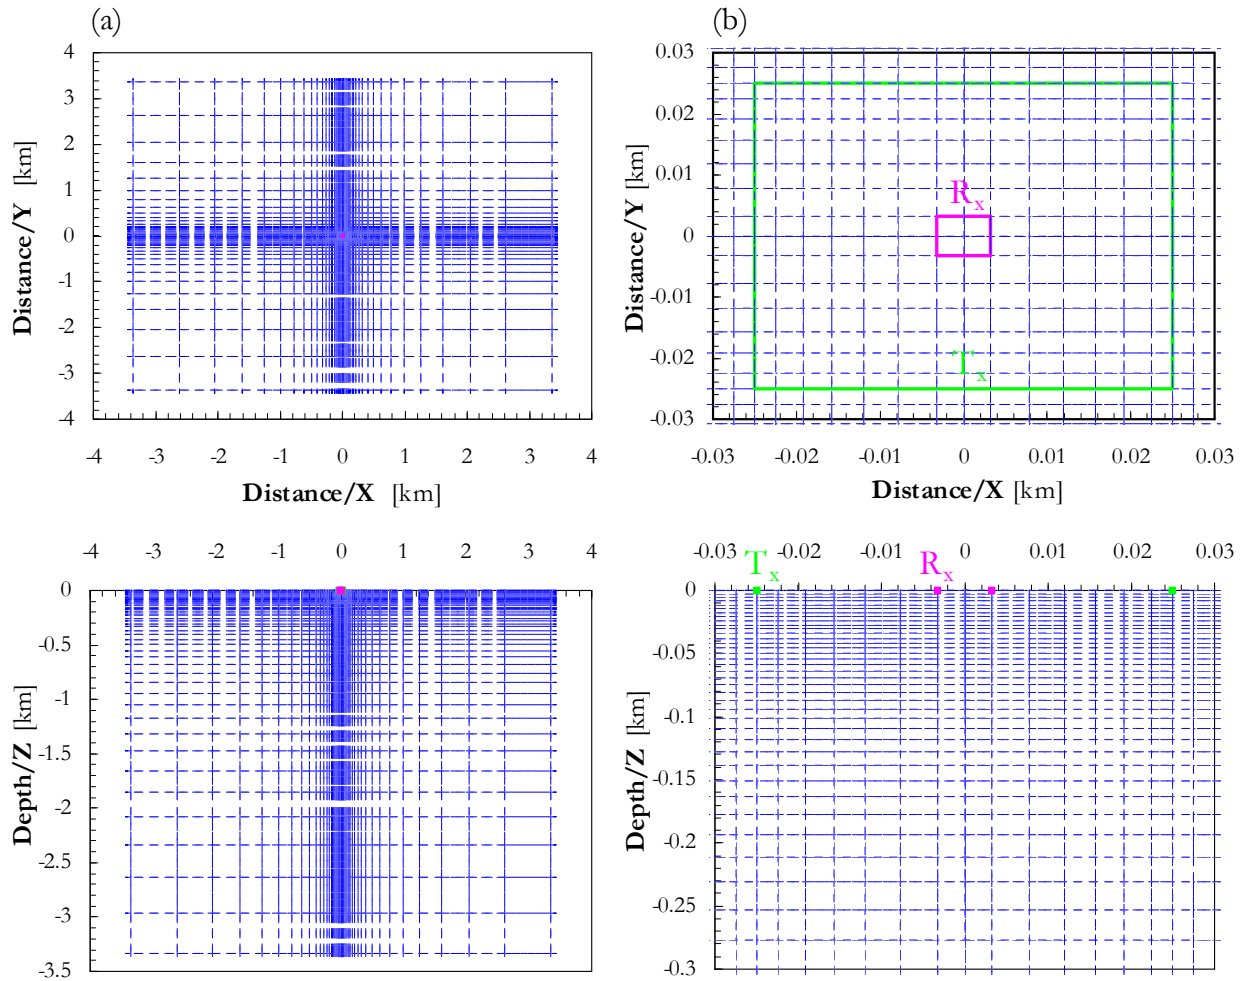 (a)
4
3
2
1
0
-1
-2
-3
-4
Distance/Y [km]
-4 -3 -2 -1 0 1 2 3 4
Distance/X [km]
(b)
0.03
0.02
0.01
0
-0.01
-0.02
-0.03
Distance/Y [km]
Rx
Tx
-0.03 -0.02 -0.01 0 0.01 0.02 0.03
Distance/X [km]
-4 -3 -2 -1 0 1 2 3 4
0
-0.5
-1
-1.5
-2
-2.5
-3
-3.5
Depth/Z [km]
-0.03 -0.02 -0.01 0 0.01 0.02 0.03
Tx Rx
0
-0.05
-0.1
-0.15
-0.2
-0.25
-0.3
Depth/Z [km]